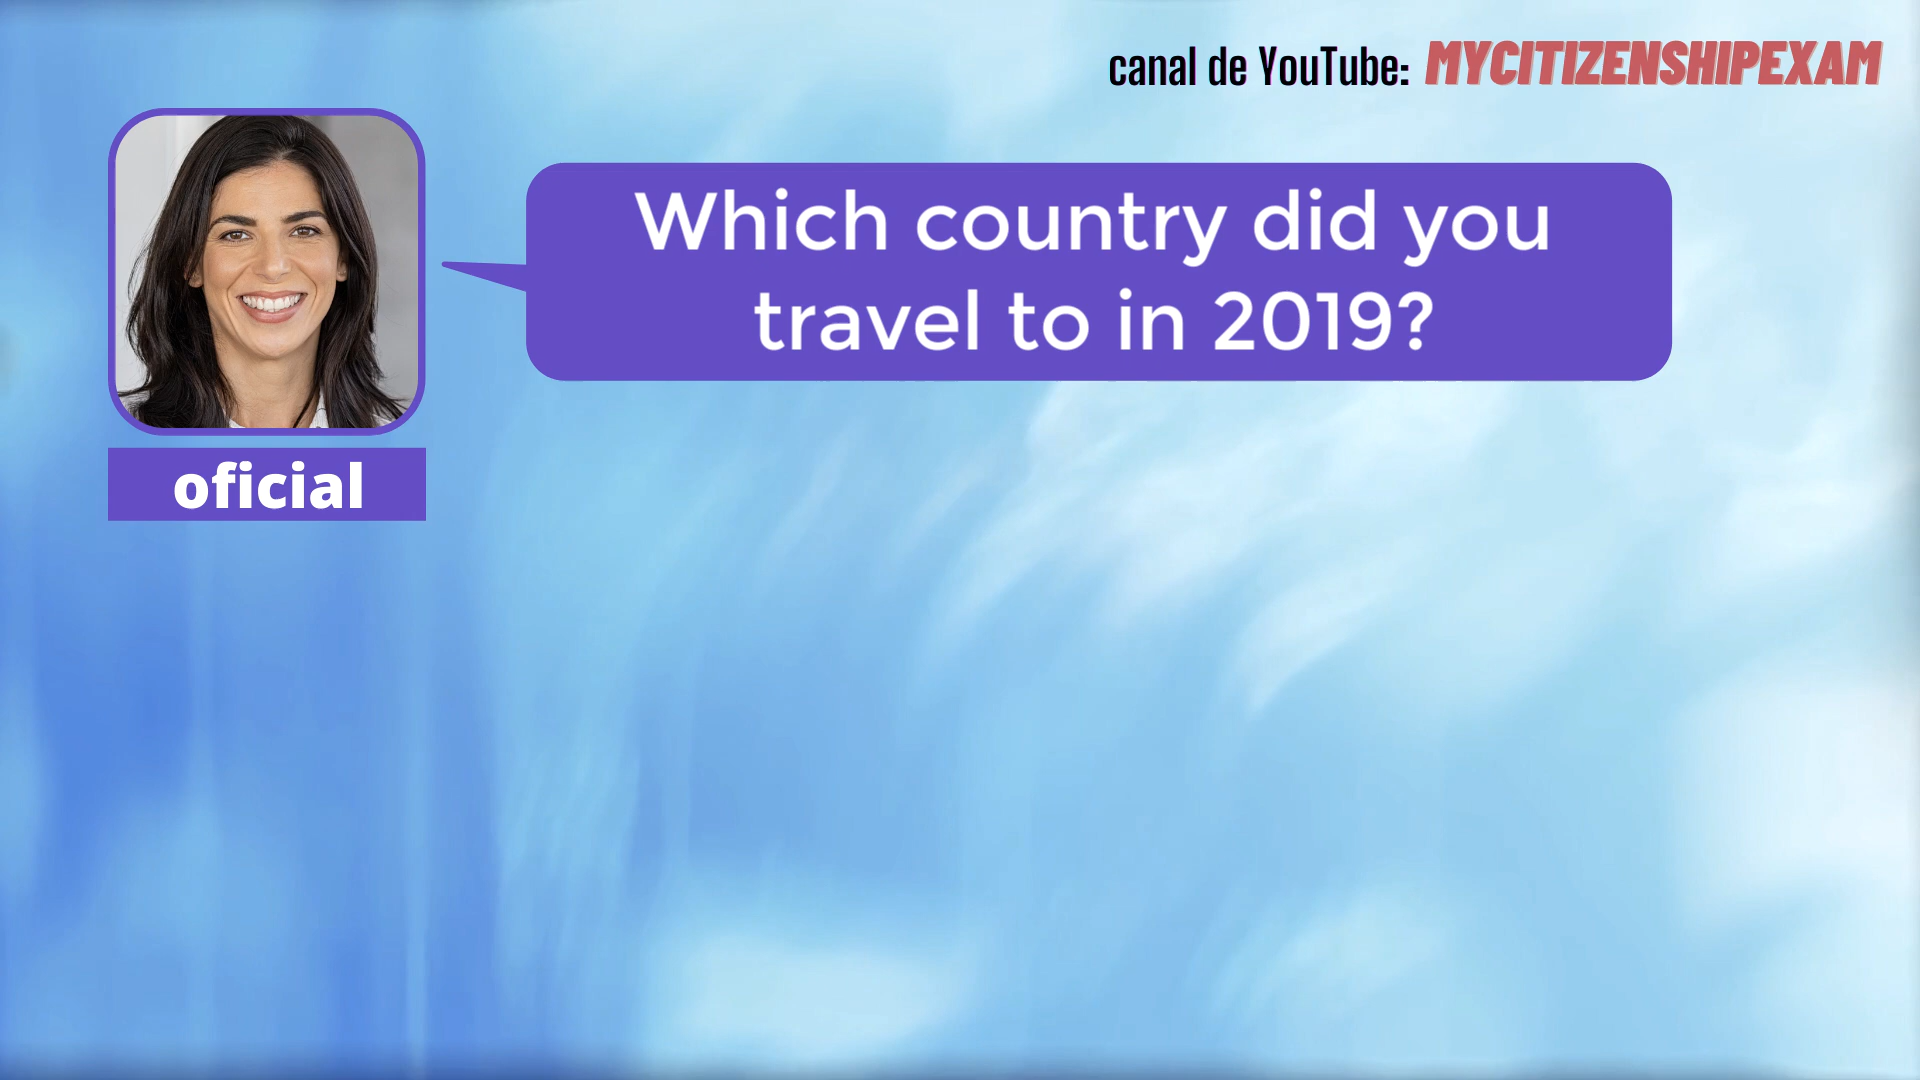 canal de YouTube: MYCITIZENSHIPEXAM
Which country did you
travel to in 2019?
oficial